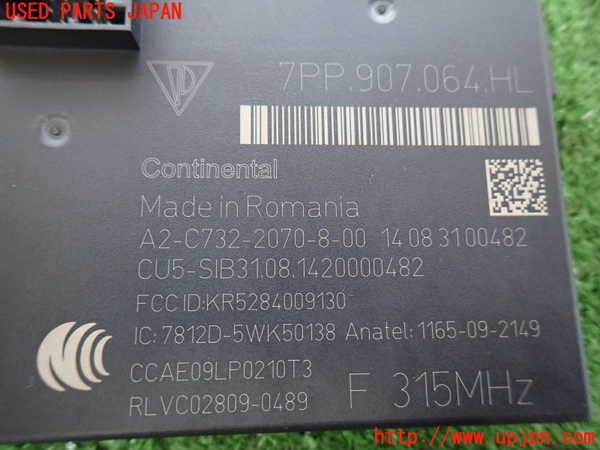 USED PARTS JAPAN
7PP.907.064.HL
Continental
Made in Romania
A2-C732-2070-8-00 14 08 3100482
CU5-SIB31.08.1420000482
FCC ID:KR5284009130
IC: 7812D-5WK50138 Anatel: 1165-09-2149
CCAE09LP0210T3
RLVC02809-0489 F 315MHz
http://www.upjpn.com